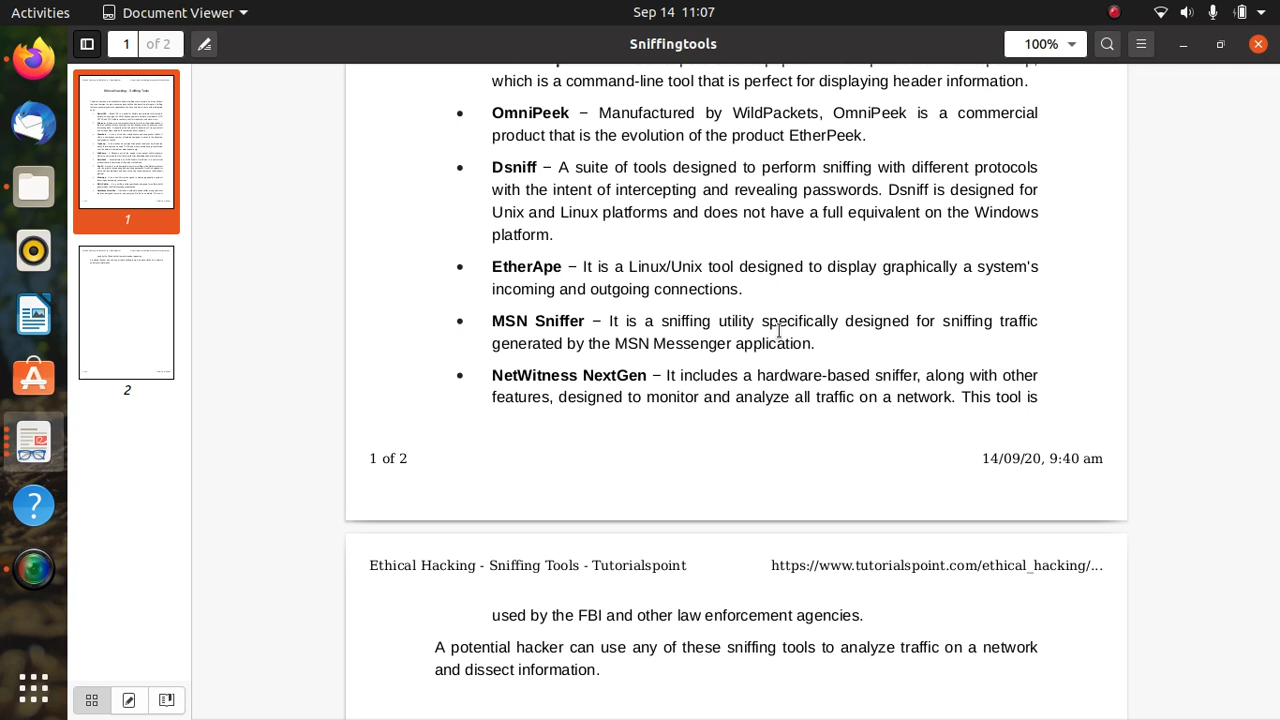 Activities
Document Viewer
Sep 14 11:07
1 of 2
Sniffingtools
100%
which is a command-line tool that is perfect for displaying header information.
• Omnipeek − Manufactured by WildPackets, OmniPeek is a commercial
product that is the evolution of the product EtherPeek.
• Dsniff − A suite of tools designed to perform sniffing with different protocols
with the intent of intercepting and revealing passwords. Dsniff is designed for
Unix and Linux platforms and does not have a full equivalent on the Windows
platform.
• EtherApe − It is a Linux/Unix tool designed to display graphically a system's
incoming and outgoing connections.
• MSN Sniffer − It is a sniffing utility specifically designed for sniffing traffic
generated by the MSN Messenger application.
• NetWitness NextGen − It includes a hardware-based sniffer, along with other
features, designed to monitor and analyze all traffic on a network. This tool is
1 of 2
14/09/20, 9:40 am
Ethical Hacking - Sniffing Tools - Tutorialspoint
https://www.tutorialspoint.com/ethical_hacking/...
used by the FBI and other law enforcement agencies.
A potential hacker can use any of these sniffing tools to analyze traffic on a network
and dissect information.
1
2